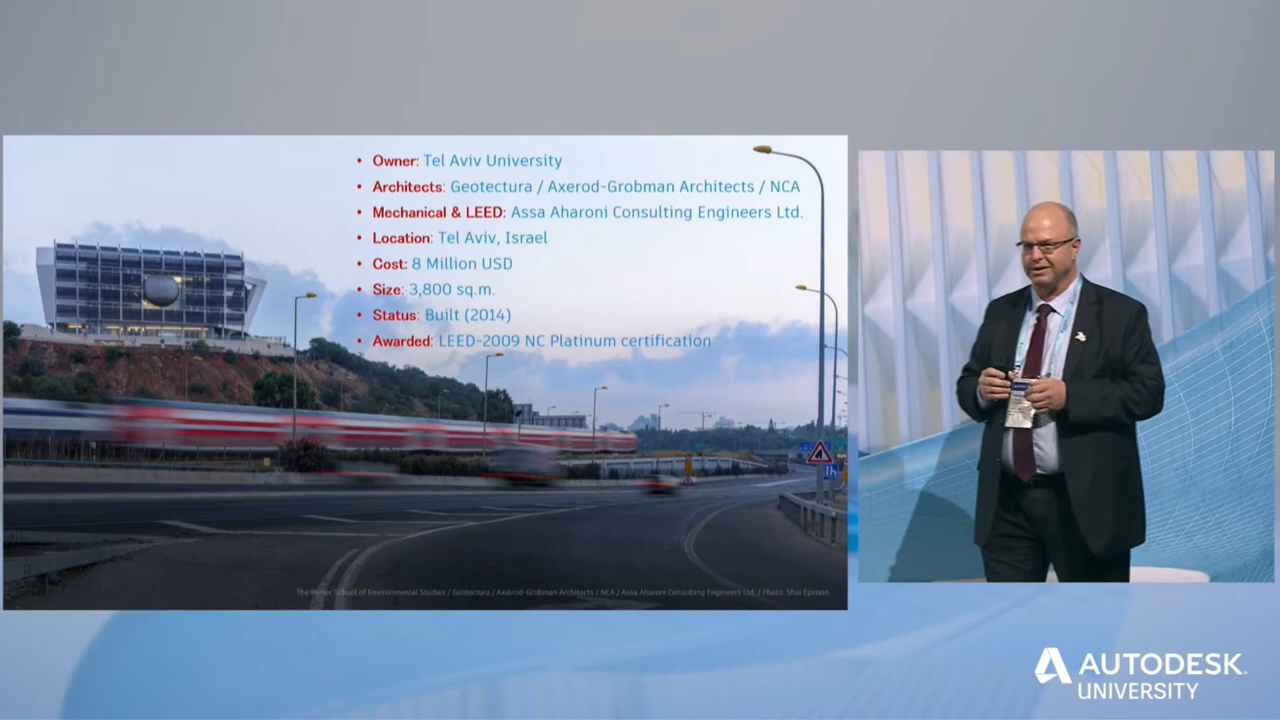 • Owner: Tel Aviv University
• Architects: Geotectura / Axerod-Grobman Architects / NCA
• Mechanical & LEED: Assa Aharoni Consulting Engineers Ltd.
• Location: Tel Aviv, Israel
• Cost: 8 Million USD
• Size: 3,800 sq.m.
• Status: Built (2014)
• Awarded: LEED-2009 NC Platinum certification
The Porter School of Environmental Studies / Geotectura / Axelrod-Grobman Architects / NCA / Assa Aharoni Consulting Engineers Ltd. / Photo: Shai Epstein
AUTODESK.
UNIVERSITY